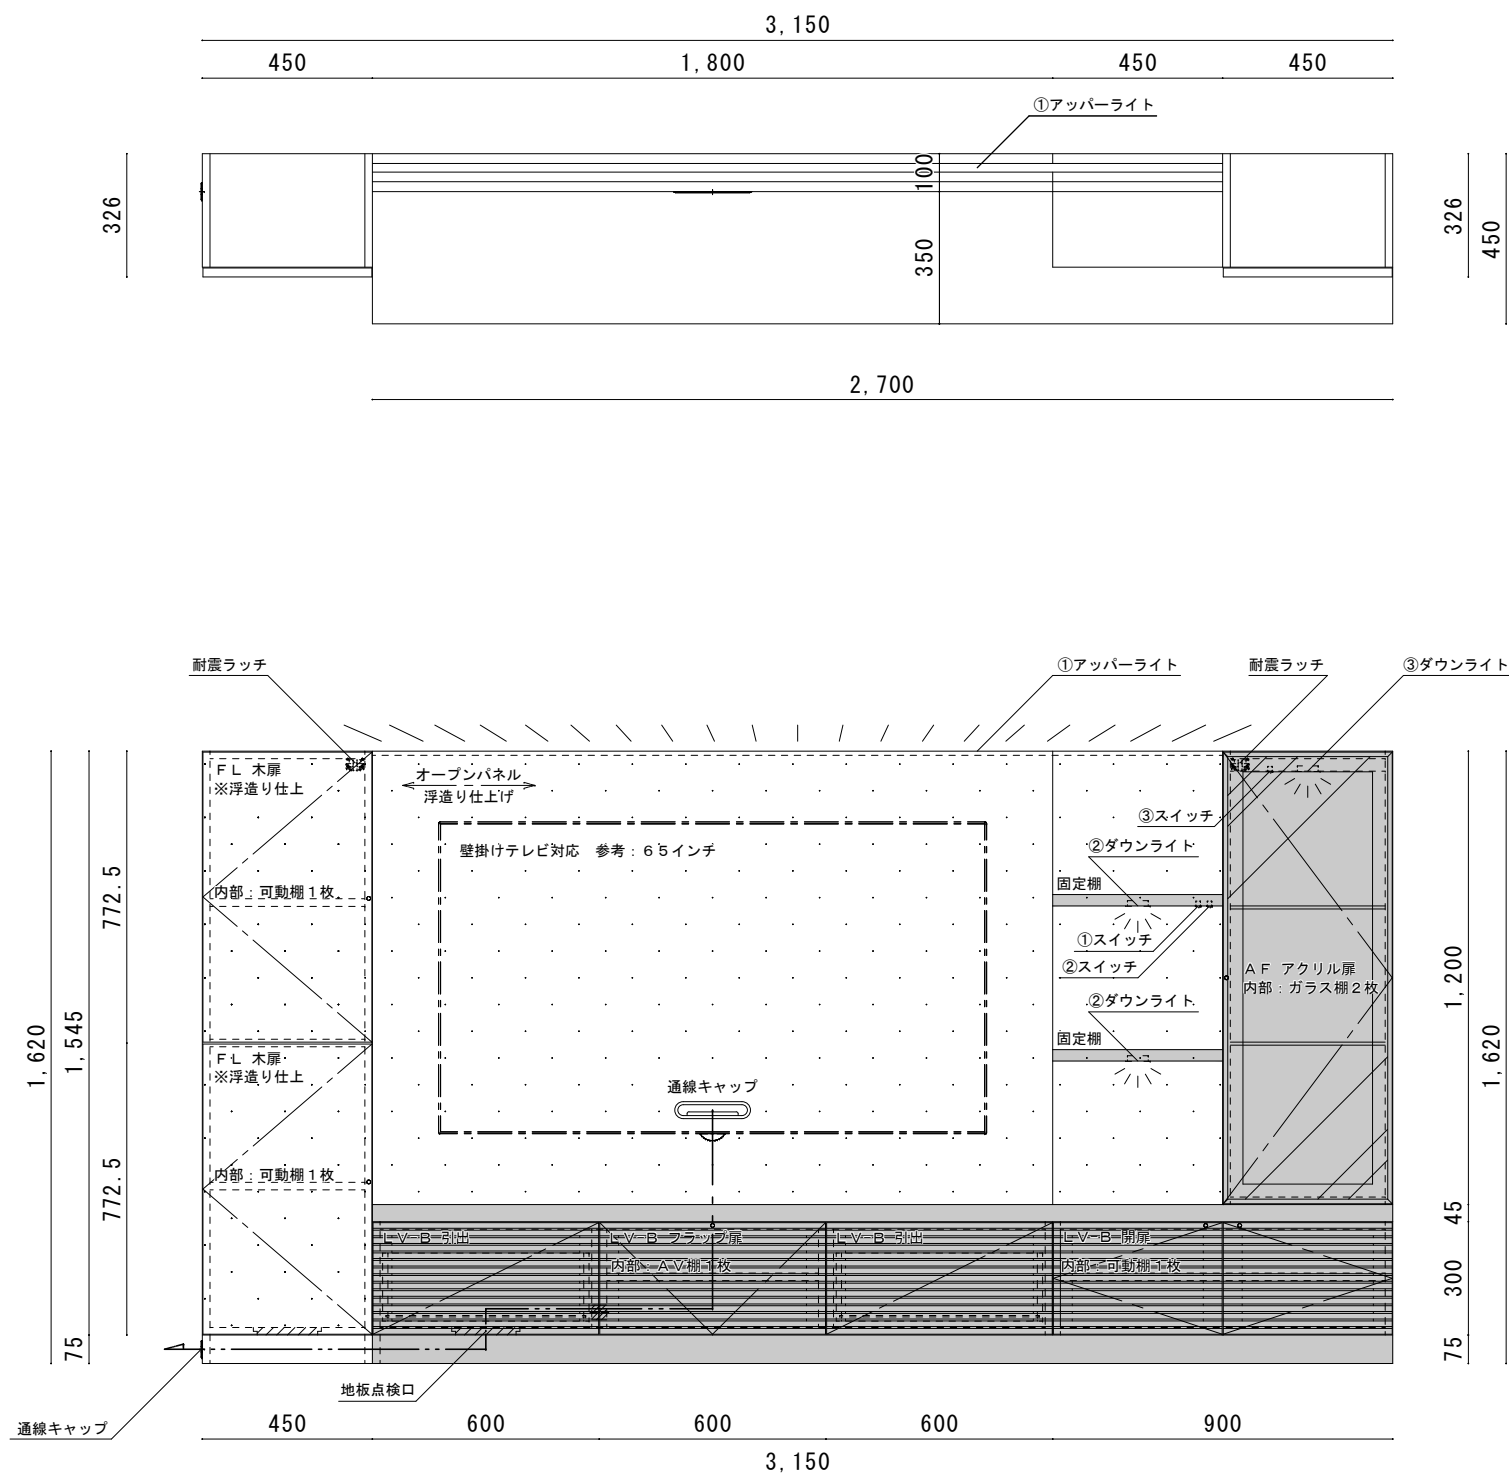 3,150
450
1,800
450
450
①アッパーライト
326
100
350
326
450
2,700
耐震ラッチ
①アッパーライト
耐震ラッチ
③ダウンライト
ＦＬ 木扉
※浮造り仕上
オープンパネル
浮造り仕上げ
壁掛けテレビ対応 参考：６５インチ
③スイッチ
②ダウンライト
固定棚
内部：可動棚１枚
①スイッチ
②スイッチ
ＡＦ アクリル扉
内部：ガラス棚２枚
②ダウンライト
固定棚
ＦＬ 木扉
※浮造り仕上
通線キャップ
内部：可動棚１枚
ＬＶ-Ｂ 引出
ＬＶ-Ｂ フラップ扉
内部：ＡＶ棚１枚
ＬＶ-Ｂ 引出
ＬＶ-Ｂ 開扉
内部：可動棚１枚
1,620
1,545
75
772.5
772.5
1,200
45
300
75
1,620
地板点検口
通線キャップ
450
600
600
600
900
3,150